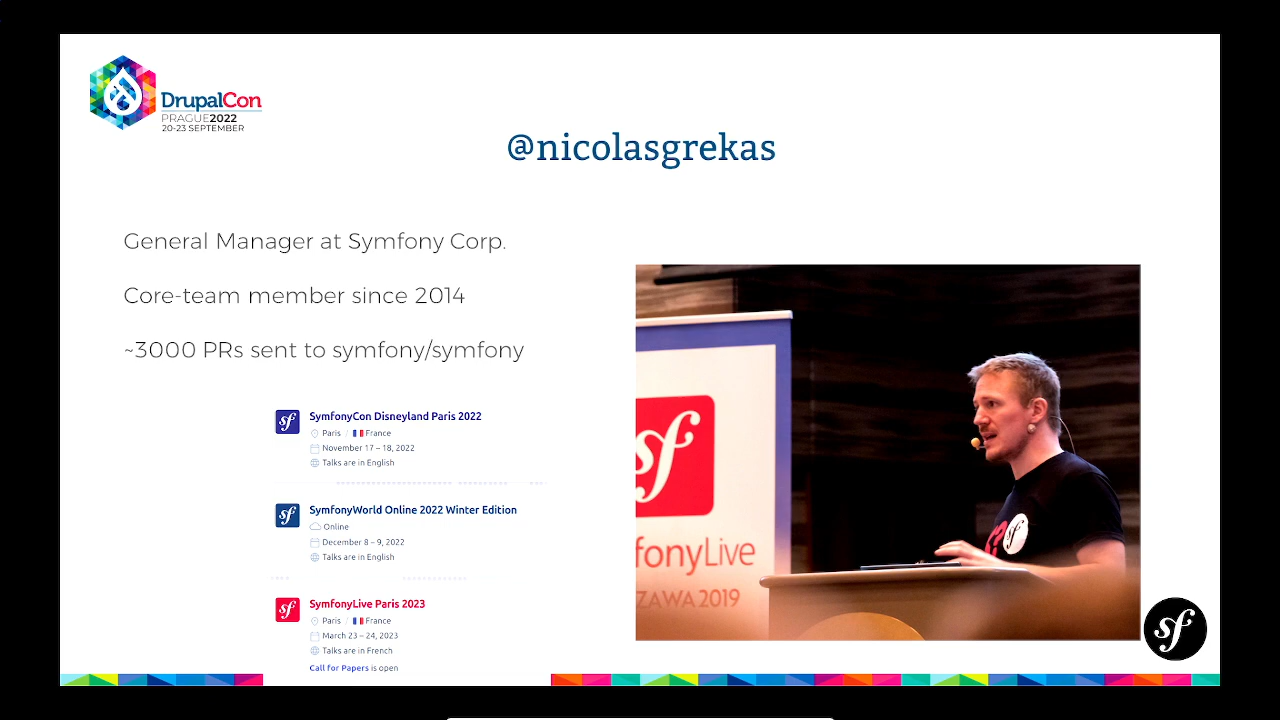 DrupalCon
PRAGUE2022
20-23 SEPTEMBER
@nicolasgrekas
General Manager at Symfony Corp.
Core-team member since 2014
~3000 PRs sent to symfony/symfony
SymfonyCon Disneyland Paris 2022
Paris / France
November 17 – 18, 2022
Talks are in English
SymfonyWorld Online 2022 Winter Edition
Online
December 8 – 9, 2022
Talks are in English
SymfonyLive Paris 2023
Paris / France
March 23 – 24, 2023
Talks are in French
Call for Papers is open
sf
fonyLive
ZAWA 2019
sf